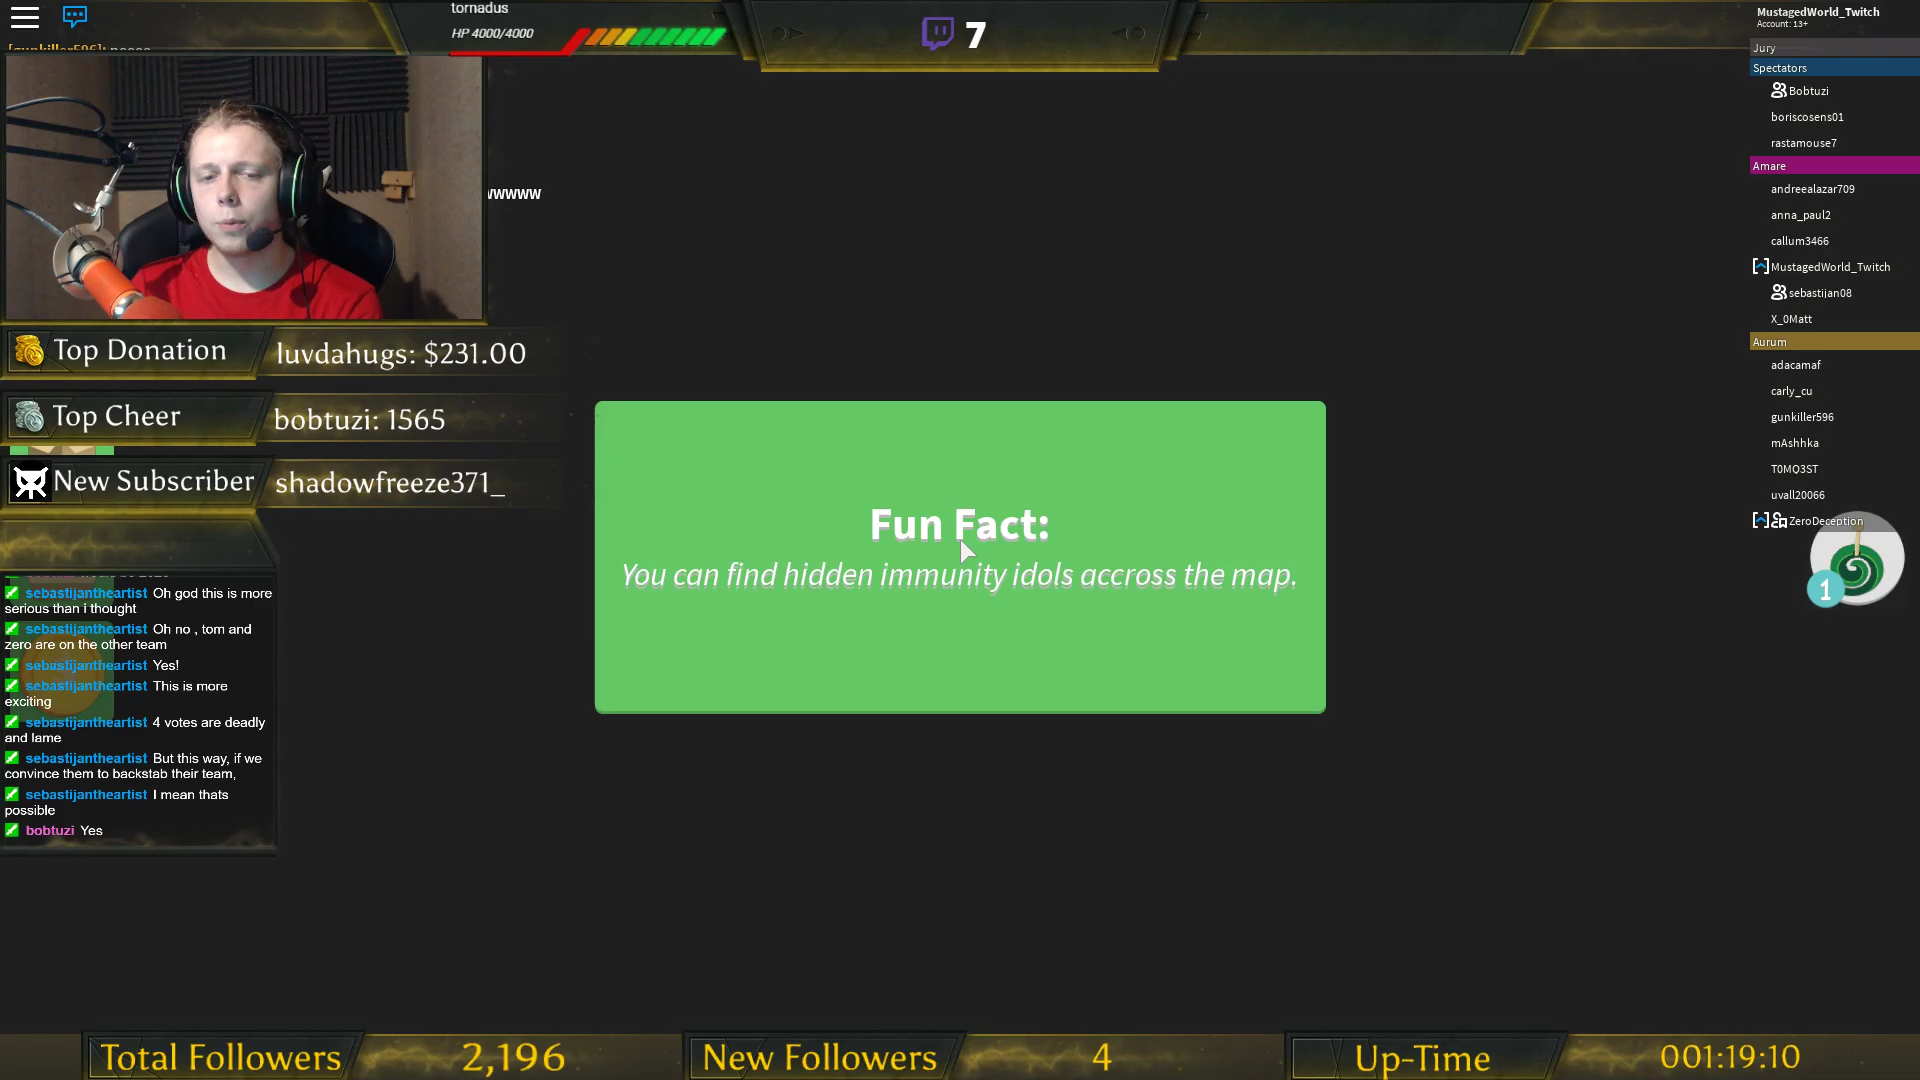 tornadus
HP 4000/4000
7
MustagedWorld_Twitch
Account: 13+
Jury
Spectators
Bobtuzi
boriscosens01
rastamouse7
Amare
andreealazar709
anna_paul2
callum3466
MustagedWorld_Twitch
sebastijan08
X_0Matt
Aurum
adacamaf
carly_cu
gunkiller596
mAshhka
T0MQ3ST
uvall20066
ZeroDeception
1
Top Donation luvdahugs: $231.00
Top Cheer bobtuzi: 1565
New Subscriber shadowfreeze371_
sebastijantheartist Oh god this is more
serious than i thought
sebastijantheartist Oh no , tom and
zero are on the other team
sebastijantheartist Yes!
sebastijantheartist This is more
exciting
sebastijantheartist 4 votes are deadly
and lame
sebastijantheartist But this way, if we
convince them to backstab their team,
sebastijantheartist I mean thats
possible
bobtuzi Yes
Fun Fact:
You can find hidden immunity idols accross the map.
Total Followers 2,196 New Followers 4 Up-Time 001:19:10